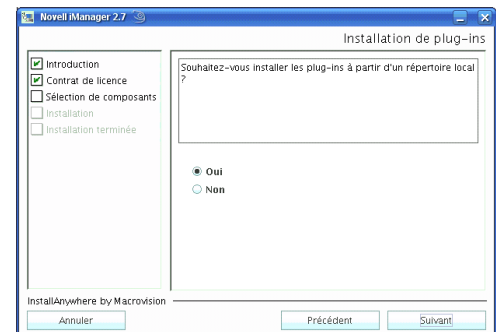 Novell iManager 2.7
Installation de plug-ins
Introduction
Contrat de licence
Sélection de composants
Installation
Installation terminée
Souhaitez-vous installer les plug-ins à partir d'un répertoire local
?
Oui
Non
InstallAnywhere by Macrovision
Annuler
Précédent
Suivant